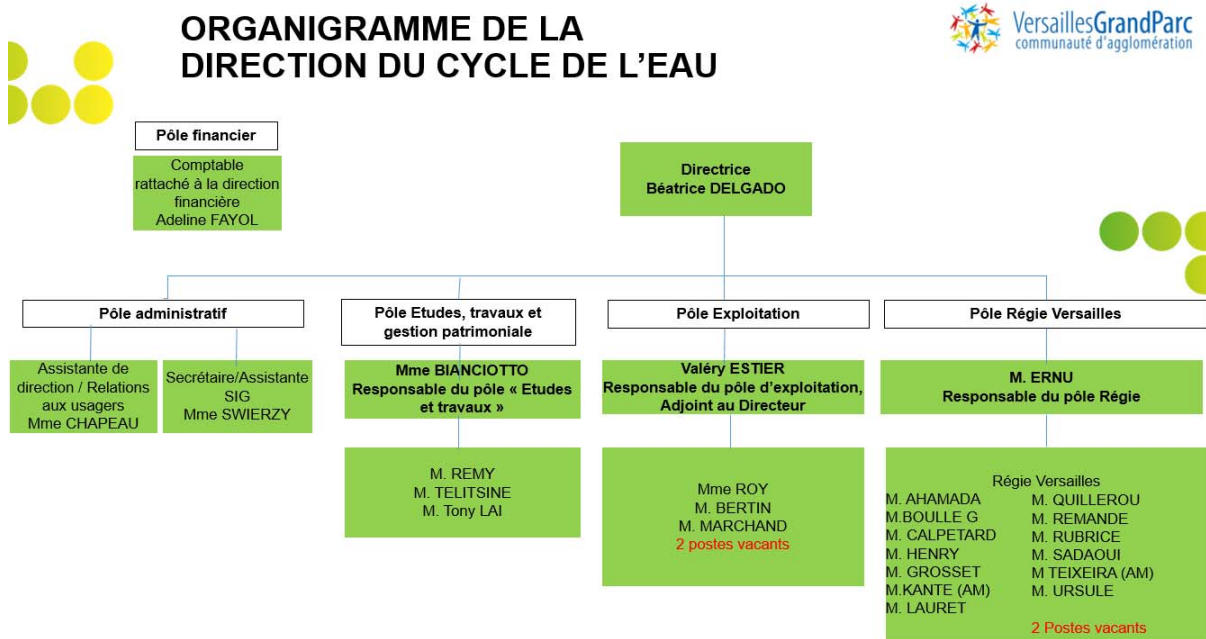 ORGANIGRAMME DE LA
DIRECTION DU CYCLE DE L'EAU
VersaillesGrandParc
communauté d'agglomération
Pôle financier
Comptable
rattaché à la direction
financière
Adeline FAYOL
Directrice
Béatrice DELGADO
Pôle administratif
Assistante de
direction / Relations
aux usagers
Mme CHAPEAU
Secrétaire/Assistante
SIG
Mme SWIERZY
Pôle Etudes, travaux et
gestion patrimoniale
Mme BIANCIOTTO
Responsable du pôle « Etudes
et travaux »
M. REMY
M. TELITSINE
M. Tony LAI
Pôle Exploitation
Valéry ESTIER
Responsable du pôle d'exploitation,
Adjoint au Directeur
Mme ROY
M. BERTIN
M. MARCHAND
2 postes vacants
Pôle Régie Versailles
M. ERNU
Responsable du pôle Régie
Régie Versailles
M. AHAMADA
M.BOULLE G
M. CALPETARD
M. HENRY
M. GROSSET
M.KANTE (AM)
M. LAURET
M. QUILLEROU
M. REMANDE
M. RUBRICE
M. SADAOUI
M TEIXEIRA (AM)
M. URSULE
2 Postes vacants